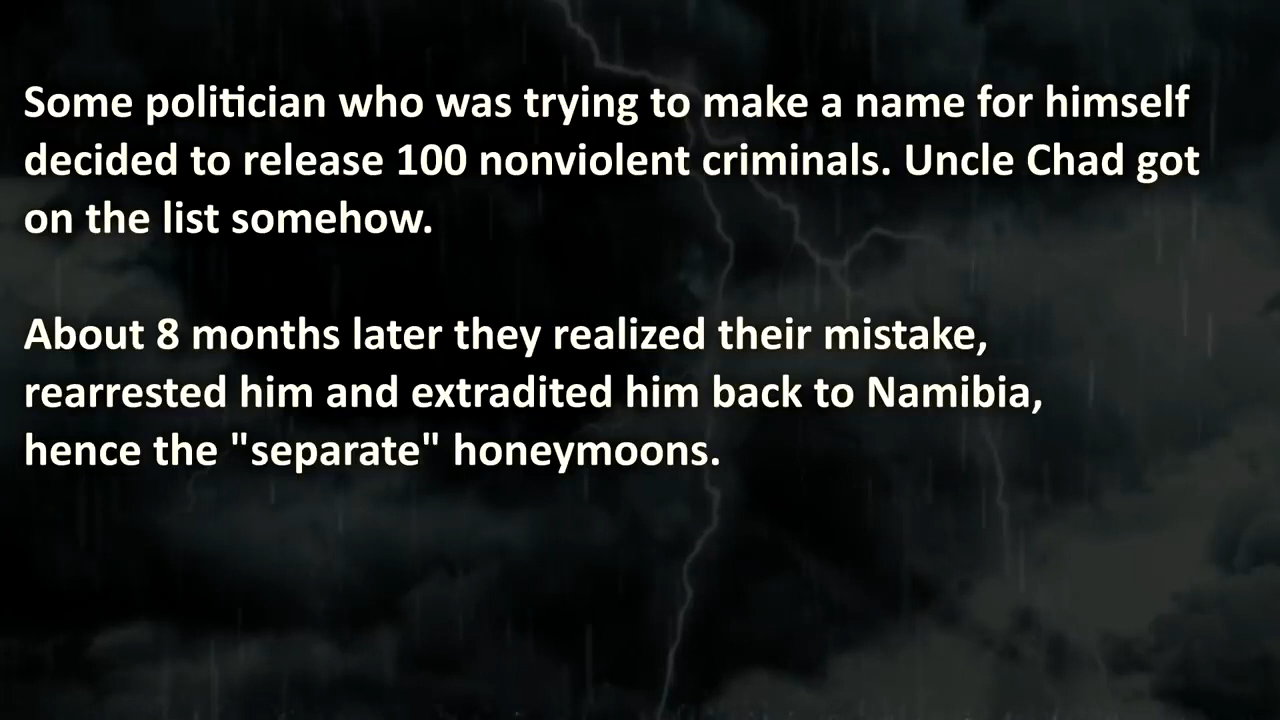 Some politician who was trying to make a name for himself
decided to release 100 nonviolent criminals. Uncle Chad got
on the list somehow.
About 8 months later they realized their mistake,
rearrested him and extradited him back to Namibia,
hence the "separate" honeymoons.